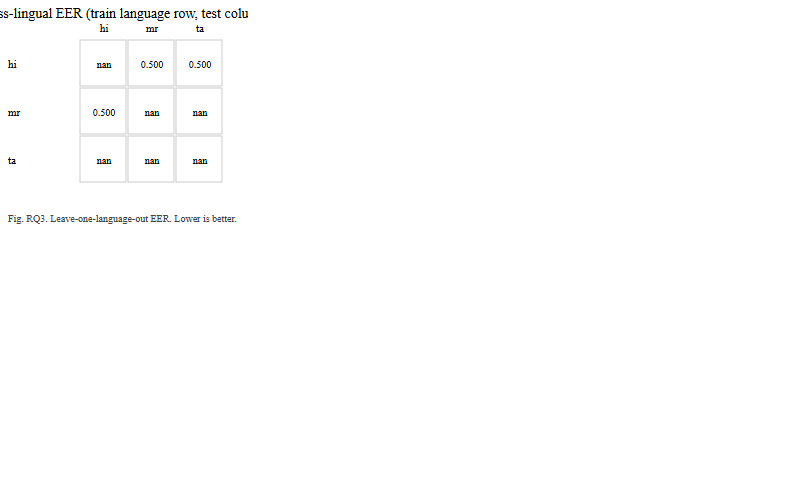 ss-lingual EER (train language row, test colu
hi mr ta
hi nan 0.500 0.500
mr 0.500 nan nan
ta nan nan nan
Fig. RQ3. Leave-one-language-out EER. Lower is better.